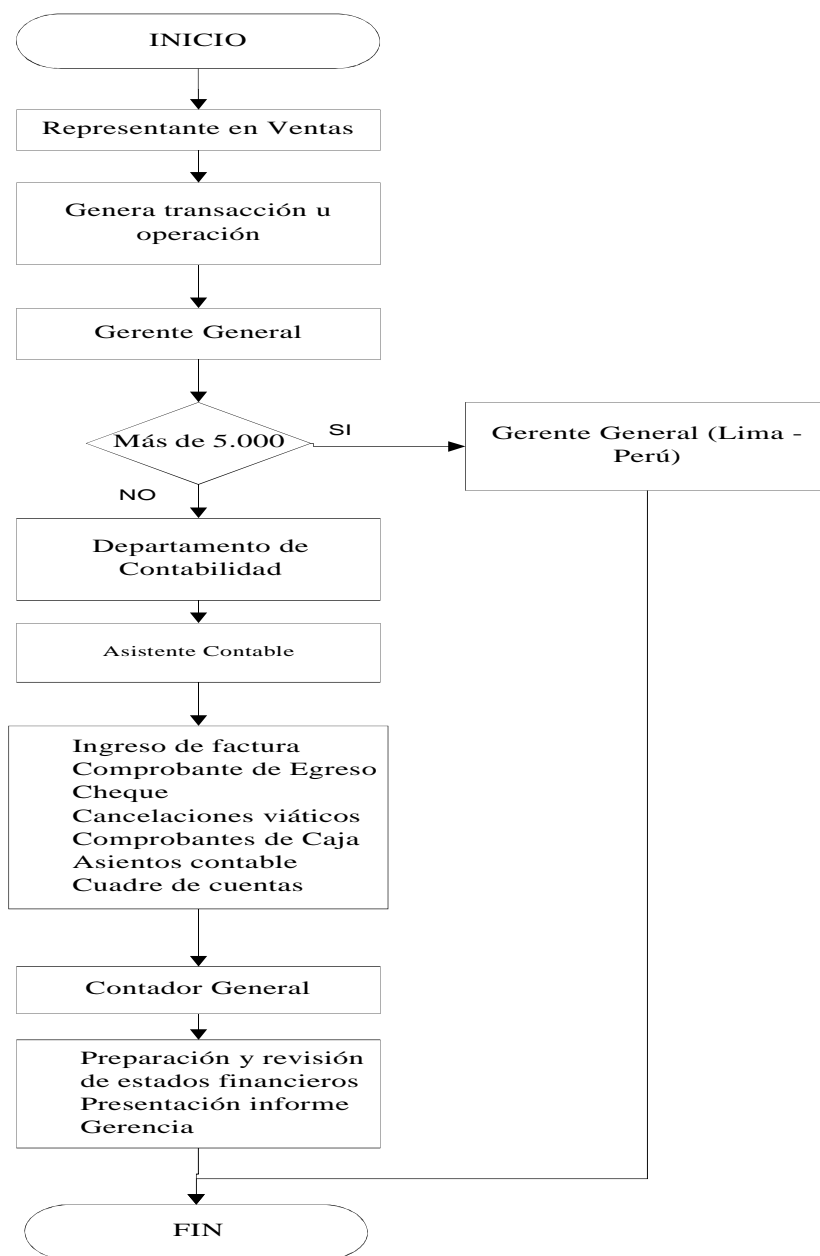 INICIO
Representante en Ventas
Genera transacción u
operación
Gerente General
Más de 5.000
SI
Gerente General (Lima -
Perú)
NO
Departamento de
Contabilidad
Asistente Contable
Ingreso de factura
Comprobante de Egreso
Cheque
Cancelaciones viáticos
Comprobantes de Caja
Asientos contable
Cuadre de cuentas
Contador General
Preparación y revisión
de estados financieros
Presentación informe
Gerencia
FIN